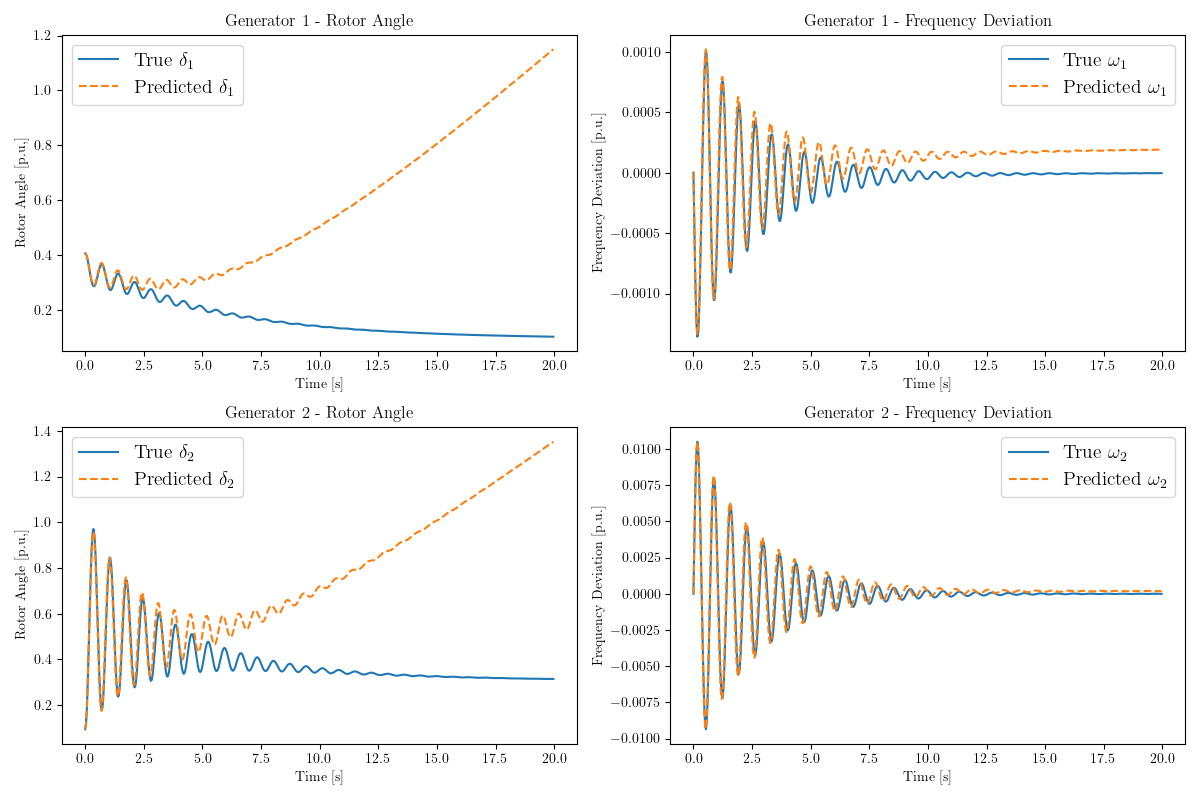 Generator 1 - Rotor Angle
1.2
1.0
0.8
0.6
0.4
0.2
Rotor Angle [p.u.]
True δ₁
Predicted δ₁
0.0 2.5 5.0 7.5 10.0 12.5 15.0 17.5 20.0
Time [s]
Generator 1 - Frequency Deviation
0.0010
0.0005
0.0000
−0.0005
−0.0010
Frequency Deviation [p.u.]
True ω₁
Predicted ω₁
0.0 2.5 5.0 7.5 10.0 12.5 15.0 17.5 20.0
Time [s]
Generator 2 - Rotor Angle
1.4
1.2
1.0
0.8
0.6
0.4
0.2
Rotor Angle [p.u.]
True δ₂
Predicted δ₂
0.0 2.5 5.0 7.5 10.0 12.5 15.0 17.5 20.0
Time [s]
Generator 2 - Frequency Deviation
0.0100
0.0075
0.0050
0.0025
0.0000
−0.0025
−0.0050
−0.0075
−0.0100
Frequency Deviation [p.u.]
True ω₂
Predicted ω₂
0.0 2.5 5.0 7.5 10.0 12.5 15.0 17.5 20.0
Time [s]